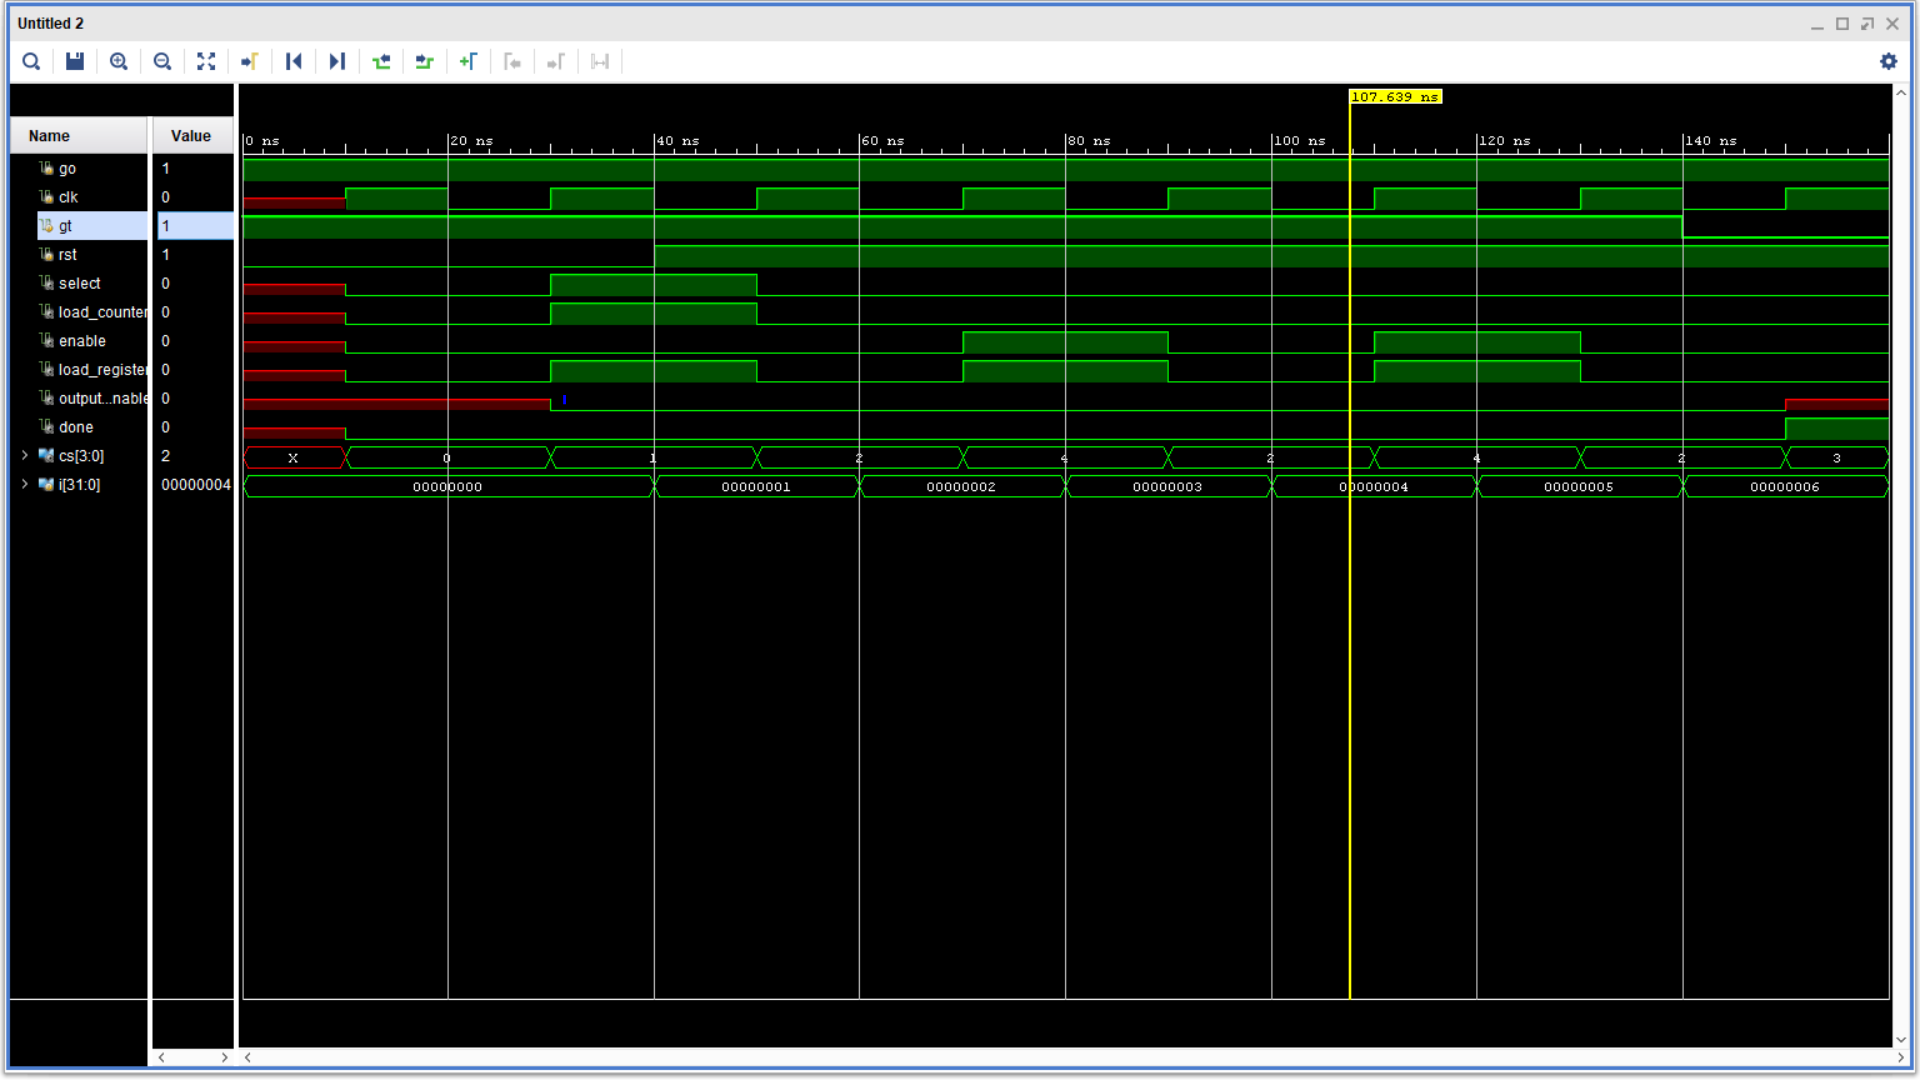 Untitled 2
107.639 ns
Name Value
0 ns 20 ns 40 ns 60 ns 80 ns 100 ns 120 ns 140 ns
go 1
clk 0
gt 1
rst 1
select 0
load_counter 0
enable 0
load_register 0
output...nable 0
done 0
cs[3:0] 2 X 0 1 2 4 2 4 2 3
i[31:0] 00000004 00000000 00000001 00000002 00000003 00000004 00000005 00000006